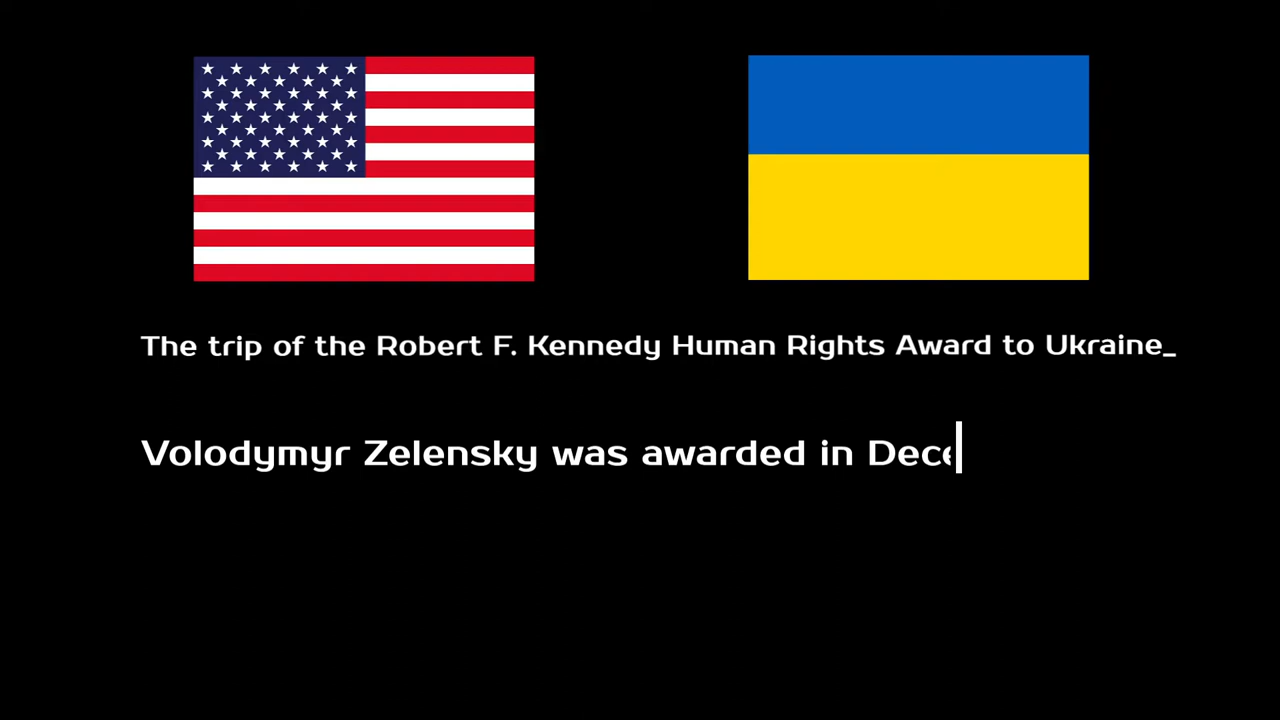 The trip of the Robert F. Kennedy Human Rights Award to Ukraine_
Volodymyr Zelensky was awarded in Dece